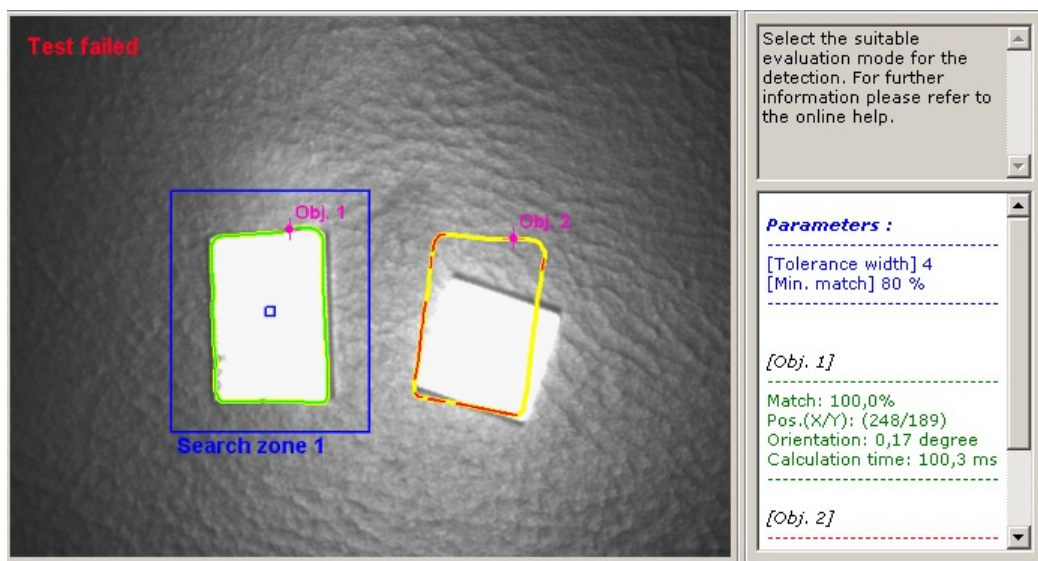 Test failed
Obj. 1
Obj. 2
Search zone 1
Select the suitable
evaluation mode for the
detection. For further
information please refer to
the online help.
Parameters :
[Tolerance width] 4
[Min. match] 80 %
[Obj. 1]
Match: 100,0%
Pos.(X/Y): (248/189)
Orientation: 0,17 degree
Calculation time: 100,3 ms
[Obj. 2]